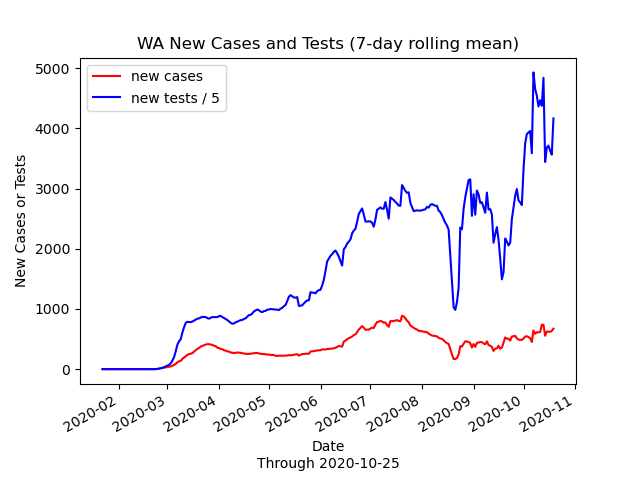 WA New Cases and Tests (7-day rolling mean)
new cases
new tests / 5
New Cases or Tests
5000
4000
3000
2000
1000
0
2020-02
2020-03
2020-04
2020-05
2020-06
2020-07
2020-08
2020-09
2020-10
2020-11
Date
Through 2020-10-25